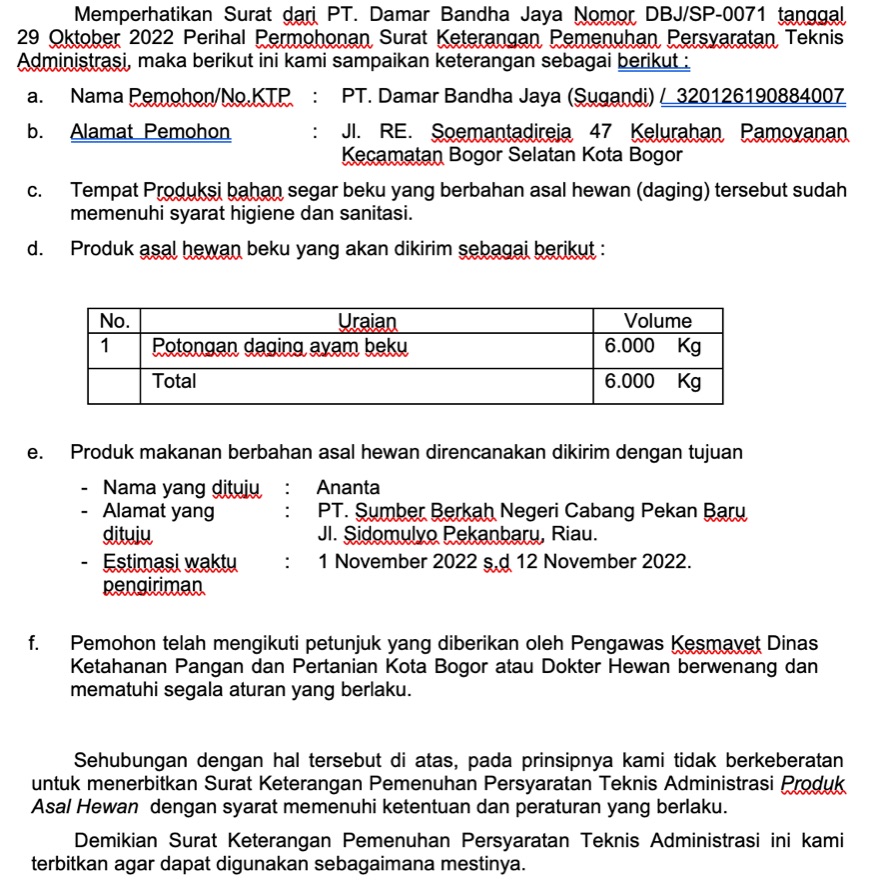 Memperhatikan Surat dari PT. Damar Bandha Jaya Nomor DBJ/SP-0071 tanggal
29 Oktober 2022 Perihal Permohonan Surat Keterangan Pemenuhan Persyaratan Teknis
Administrasi, maka berikut ini kami sampaikan keterangan sebagai berikut :
a. Nama Pemohon/No.KTP : PT. Damar Bandha Jaya (Sugandi) / 320126190884007
b. Alamat Pemohon : Jl. RE. Soemantadireja 47 Kelurahan Pamoyanan
Kecamatan Bogor Selatan Kota Bogor
c. Tempat Produksi bahan segar beku yang berbahan asal hewan (daging) tersebut sudah
memenuhi syarat higiene dan sanitasi.
d. Produk asal hewan beku yang akan dikirim sebagai berikut :
No. Uraian Volume
1 Potongan daging ayam beku 6.000 Kg
Total 6.000 Kg
e. Produk makanan berbahan asal hewan direncanakan dikirim dengan tujuan
- Nama yang dituju : Ananta
- Alamat yang : PT. Sumber Berkah Negeri Cabang Pekan Baru
dituju Jl. Sidomulyo Pekanbaru, Riau.
- Estimasi waktu : 1 November 2022 s.d 12 November 2022.
pengiriman
f. Pemohon telah mengikuti petunjuk yang diberikan oleh Pengawas Kesmavet Dinas
Ketahanan Pangan dan Pertanian Kota Bogor atau Dokter Hewan berwenang dan
mematuhi segala aturan yang berlaku.
Sehubungan dengan hal tersebut di atas, pada prinsipnya kami tidak berkeberatan
untuk menerbitkan Surat Keterangan Pemenuhan Persyaratan Teknis Administrasi Produk
Asal Hewan dengan syarat memenuhi ketentuan dan peraturan yang berlaku.
Demikian Surat Keterangan Pemenuhan Persyaratan Teknis Administrasi ini kami
terbitkan agar dapat digunakan sebagaimana mestinya.